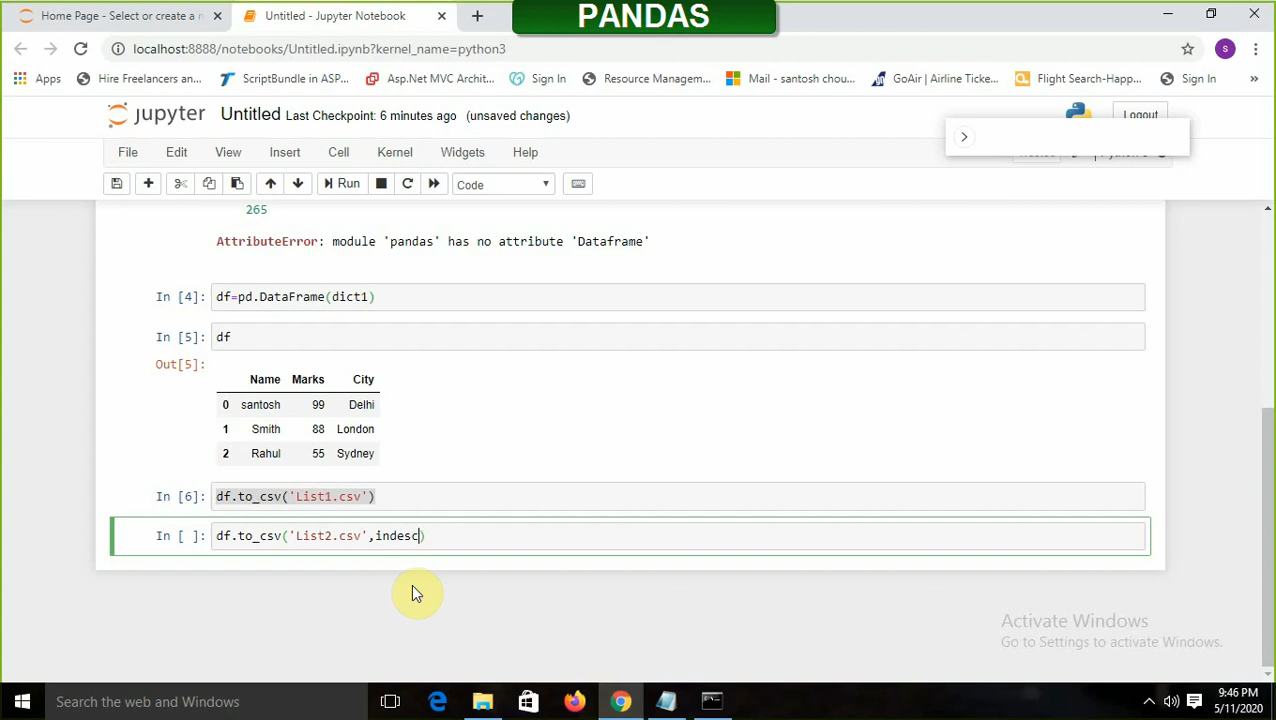 PANDAS
Home Page - Select or create a n
Untitled - Jupyter Notebook
localhost:8888/notebooks/Untitled.ipynb?kernel_name=python3
S
Apps
Hire Freelancers an...
ScriptBundle in ASP...
Asp.Net MVC Archit...
Sign In
Resource Managem...
Mail - santosh chou...
GoAir | Airline Ticke...
Flight Search-Happ...
Sign In
»
jupyter Untitled Last Checkpoint: 6 minutes ago (unsaved changes)
Logout
File Edit View Insert Cell Kernel Widgets Help
Run
Code
265
AttributeError: module 'pandas' has no attribute 'Dataframe'
In [4]: df=pd.DataFrame(dict1)
In [5]: df
Out[5]:
Name Marks City
0 santosh 99 Delhi
1 Smith 88 London
2 Rahul 55 Sydney
In [6]: df.to_csv('List1.csv')
In [ ]: df.to_csv('List2.csv',indesc)
Activate Windows
Go to Settings to activate Windows.
Search the web and Windows
9:46 PM
5/11/2020